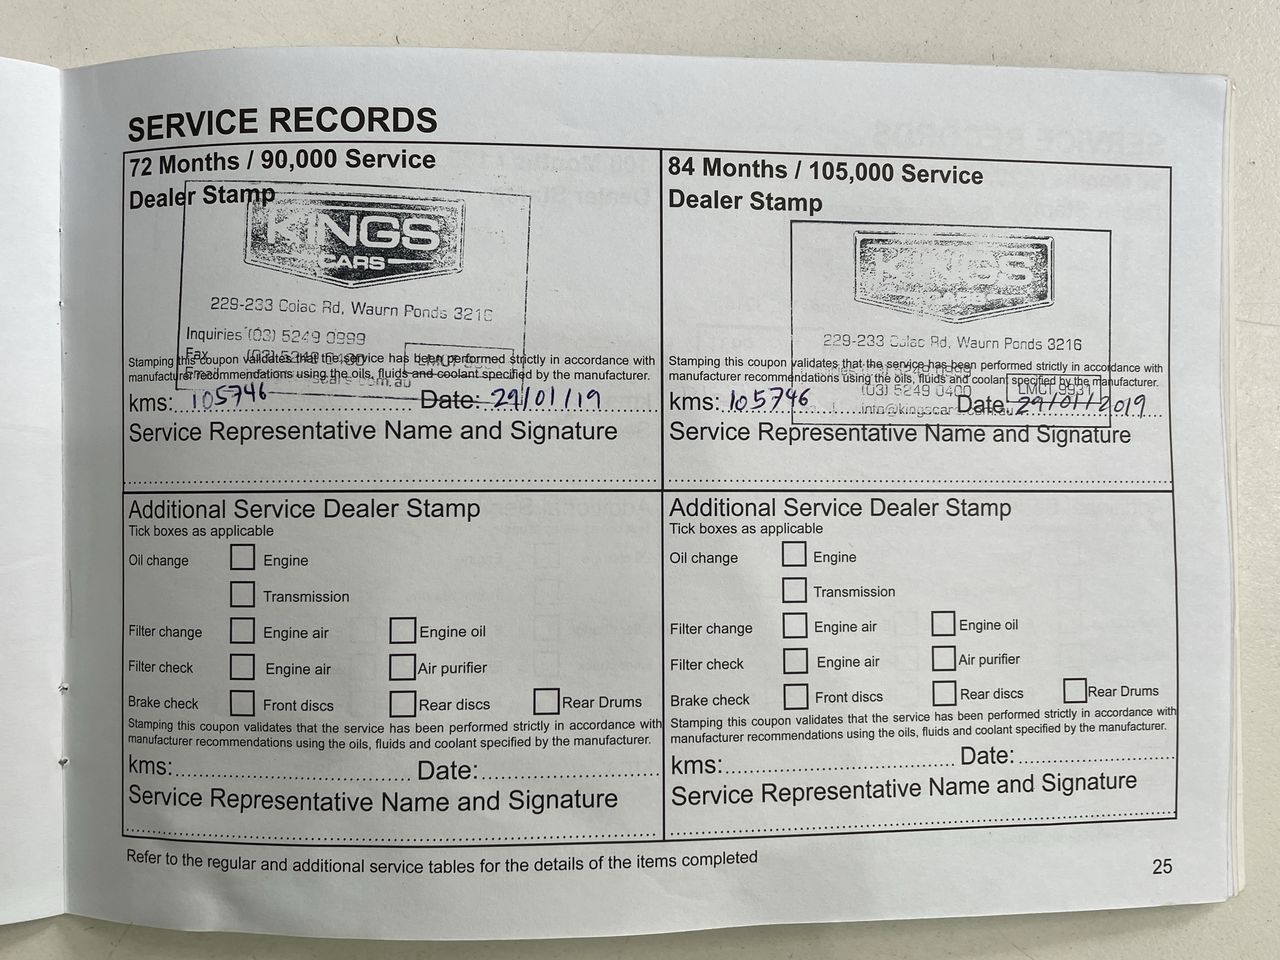 SERVICE RECORDS
72 Months / 90,000 Service
Dealer Stamp
KINGS
CARS
229-233 Colac Rd, Waurn Ponds 3216
Inquiries (03) 5249 0999
Fax (03) 5249 0400
Email
Stamping this coupon validates that the service has been performed strictly in accordance with
manufacturer recommendations using the oils, fluids and coolant specified by the manufacturer.
kms: 105746 Date: 29/01/19
Service Representative Name and Signature
Additional Service Dealer Stamp
Tick boxes as applicable
Oil change Engine
Transmission
Filter change Engine air Engine oil
Filter check Engine air Air purifier
Brake check Front discs Rear discs Rear Drums
Stamping this coupon validates that the service has been performed strictly in accordance with
manufacturer recommendations using the oils, fluids and coolant specified by the manufacturer.
kms: Date:
Service Representative Name and Signature
84 Months / 105,000 Service
Dealer Stamp
KINGS
CARS
229-233 Colac Rd, Waurn Ponds 3216
Stamping this coupon validates that the service has been performed strictly in accordance with
manufacturer recommendations using the oils, fluids and coolant specified by the manufacturer.
(03) 5249 0400 LMCT 9931
kms: 105746 Date: 29/01/2019
Service Representative Name and Signature
Additional Service Dealer Stamp
Tick boxes as applicable
Oil change Engine
Transmission
Filter change Engine air Engine oil
Filter check Engine air Air purifier
Brake check Front discs Rear discs Rear Drums
Stamping this coupon validates that the service has been performed strictly in accordance with
manufacturer recommendations using the oils, fluids and coolant specified by the manufacturer.
kms: Date:
Service Representative Name and Signature
Refer to the regular and additional service tables for the details of the items completed
25